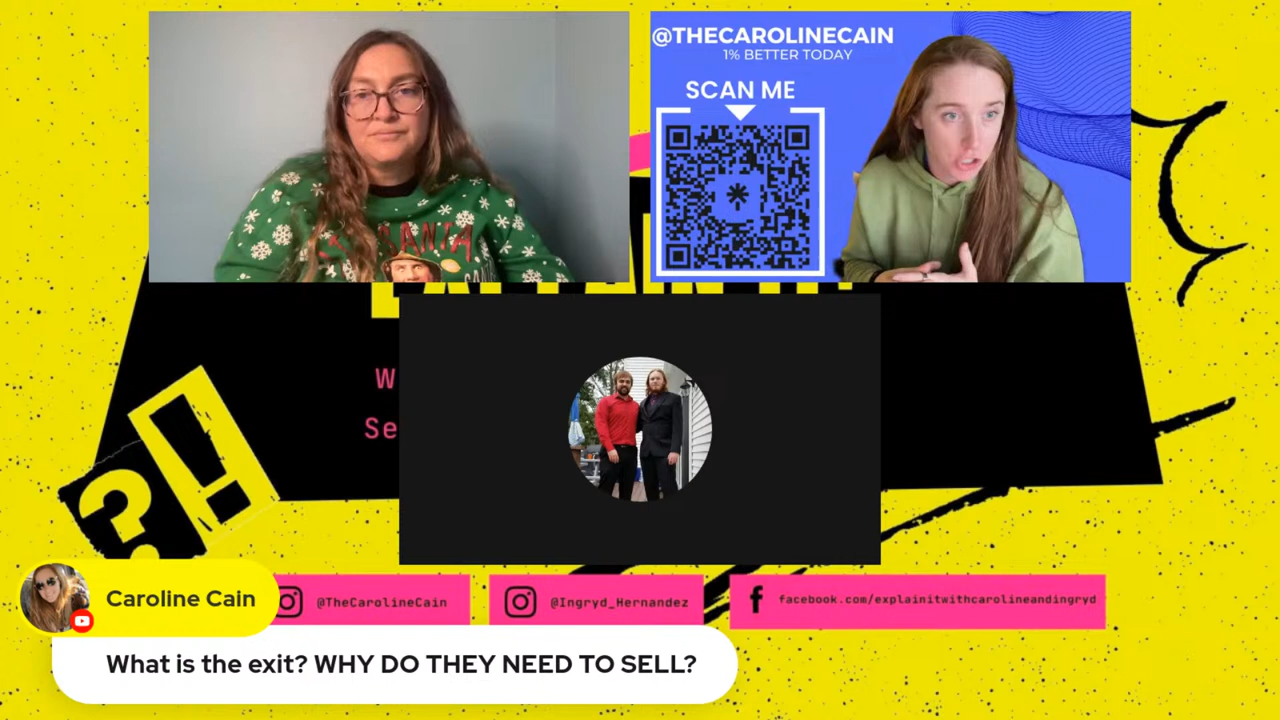 @THECAROLINECAIN
1% BETTER TODAY
SCAN ME
SANTA
W
Se
?!
Caroline Cain
@TheCarolineCain
@Ingryd_Hernandez
facebook.com/explainitwithcarolineandingryd
What is the exit? WHY DO THEY NEED TO SELL?